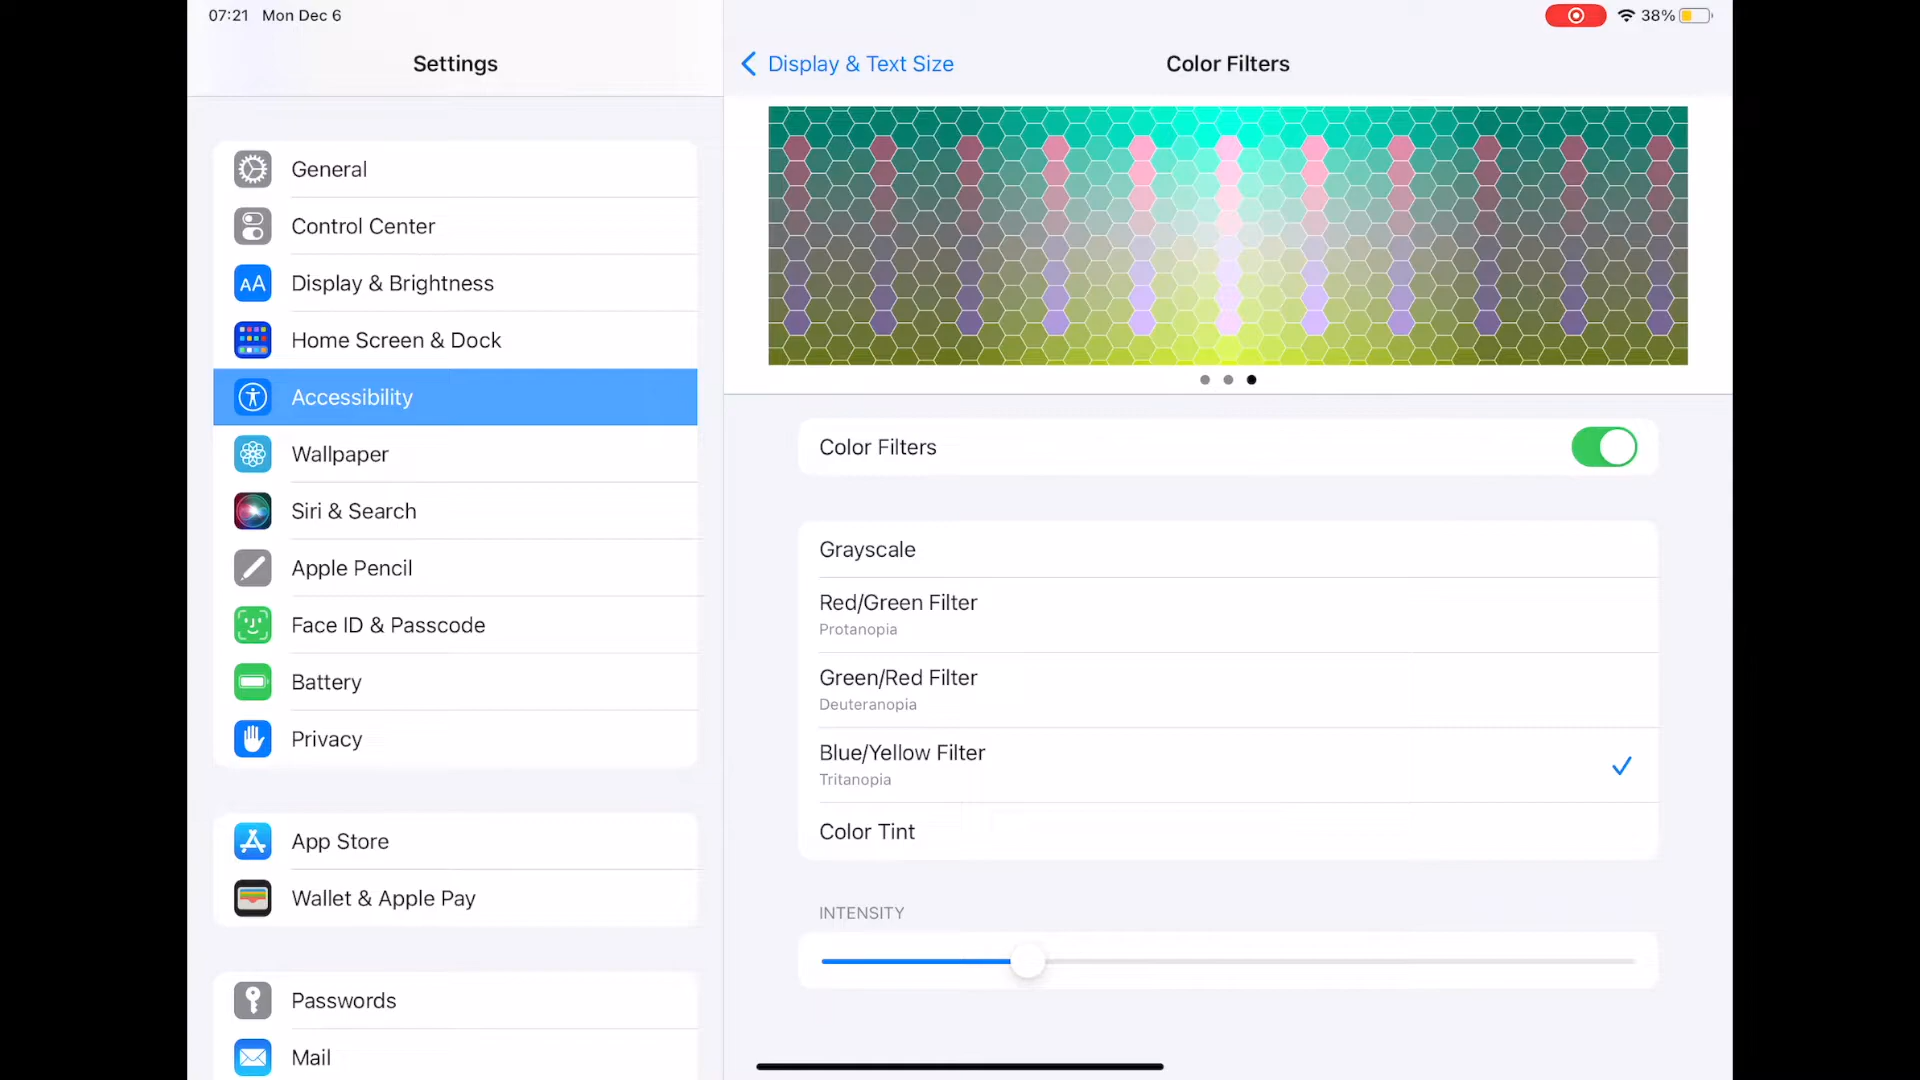 07:21 Mon Dec 6
38%
Settings
Display & Text Size
Color Filters
General
Control Center
AA
Display & Brightness
Home Screen & Dock
Accessibility
Wallpaper
Siri & Search
Apple Pencil
Face ID & Passcode
Battery
Privacy
App Store
Wallet & Apple Pay
Passwords
Mail
Color Filters
Grayscale
Red/Green Filter
Protanopia
Green/Red Filter
Deuteranopia
Blue/Yellow Filter
Tritanopia
Color Tint
INTENSITY